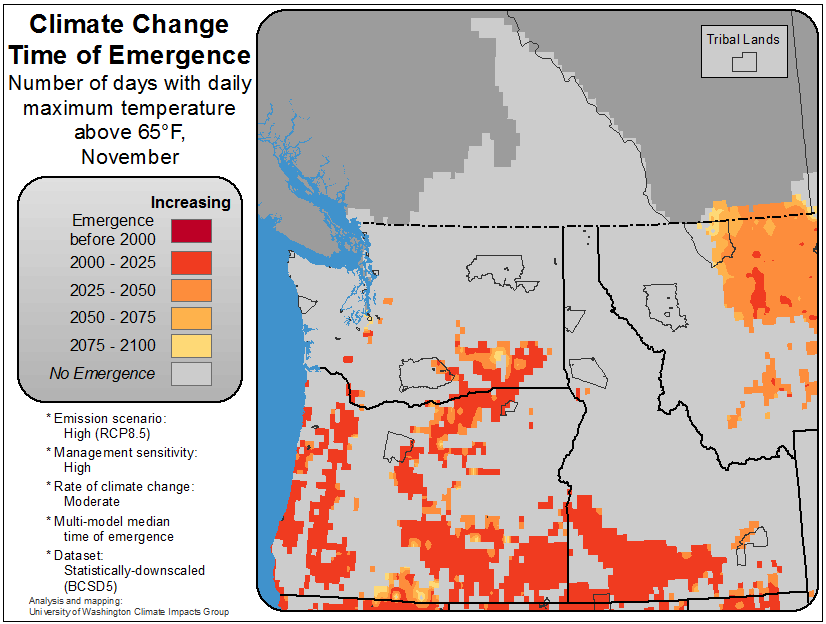 Climate Change
Time of Emergence
Number of days with daily
maximum temperature
above 65°F,
November
Increasing
Emergence
before 2000
2000 - 2025
2025 - 2050
2050 - 2075
2075 - 2100
No Emergence
* Emission scenario:
High (RCP8.5)
* Management sensitivity:
High
* Rate of climate change:
Moderate
* Multi-model median
time of emergence
* Dataset:
Statistically-downscaled
(BCSD5)
Analysis and mapping:
University of Washington Climate Impacts Group
Tribal Lands